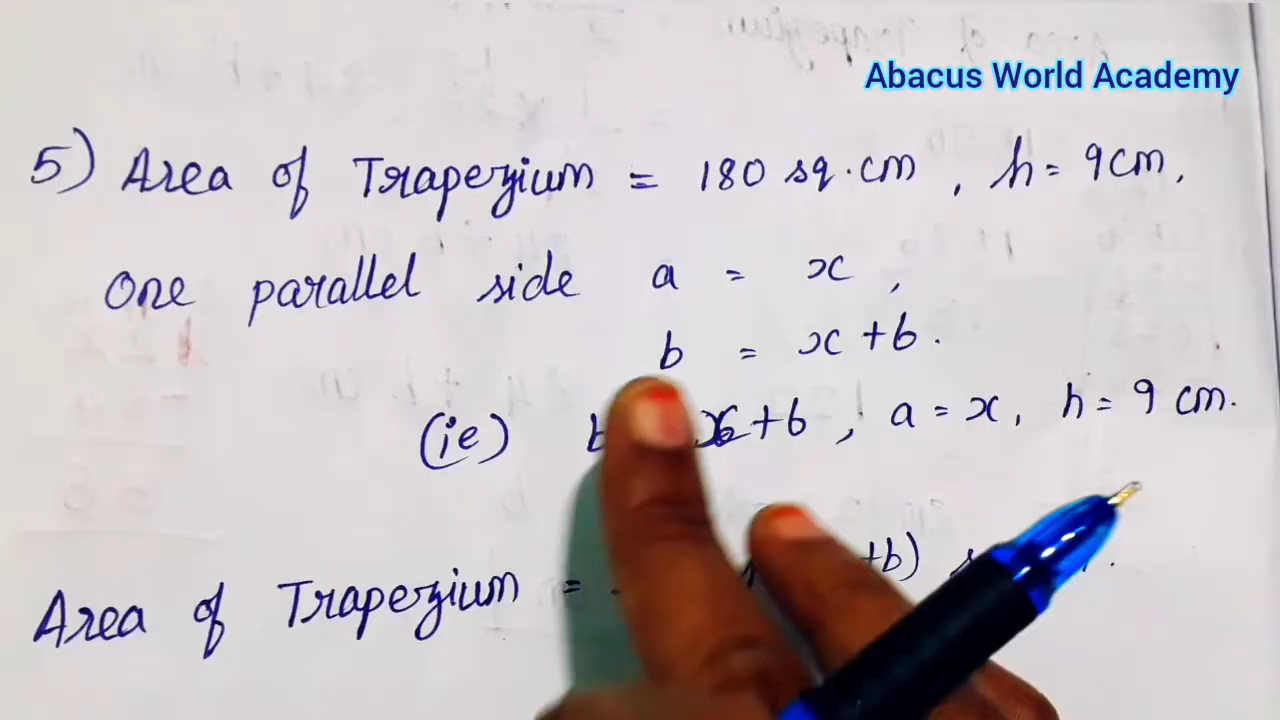 Abacus World Academy
5) Area of Trapezium = 180 sq.cm, h = 9cm,
One parallel side a = x,
b = x + 6.
(ie) +6, a = x, h = 9 cm.
Area of Trapezium = +b)